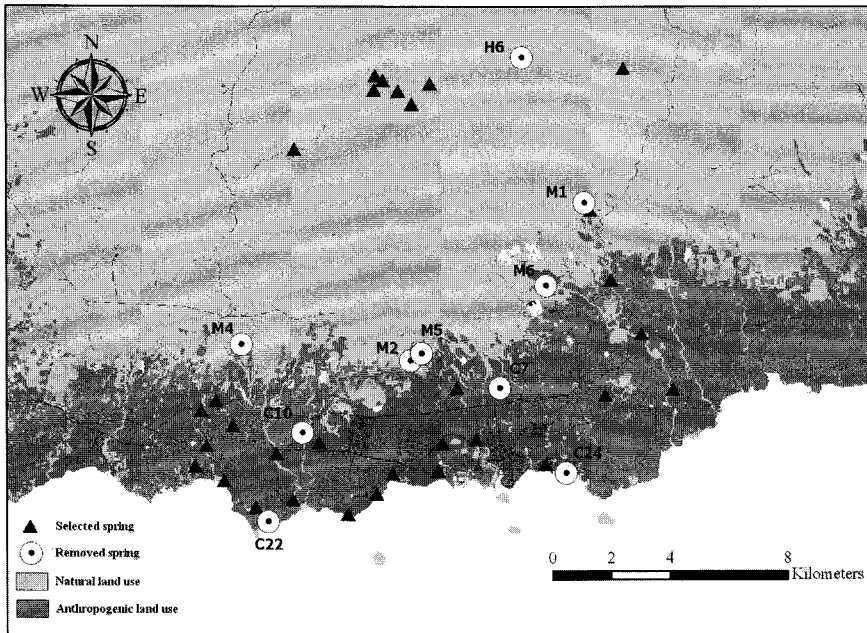 H6
N
W E
S
M1
M6
M4
M5
M2
C7
C10
C24
C22
Selected spring
Removed spring
Natural land use
Anthropogenic land use
0 2 4 8
Kilometers